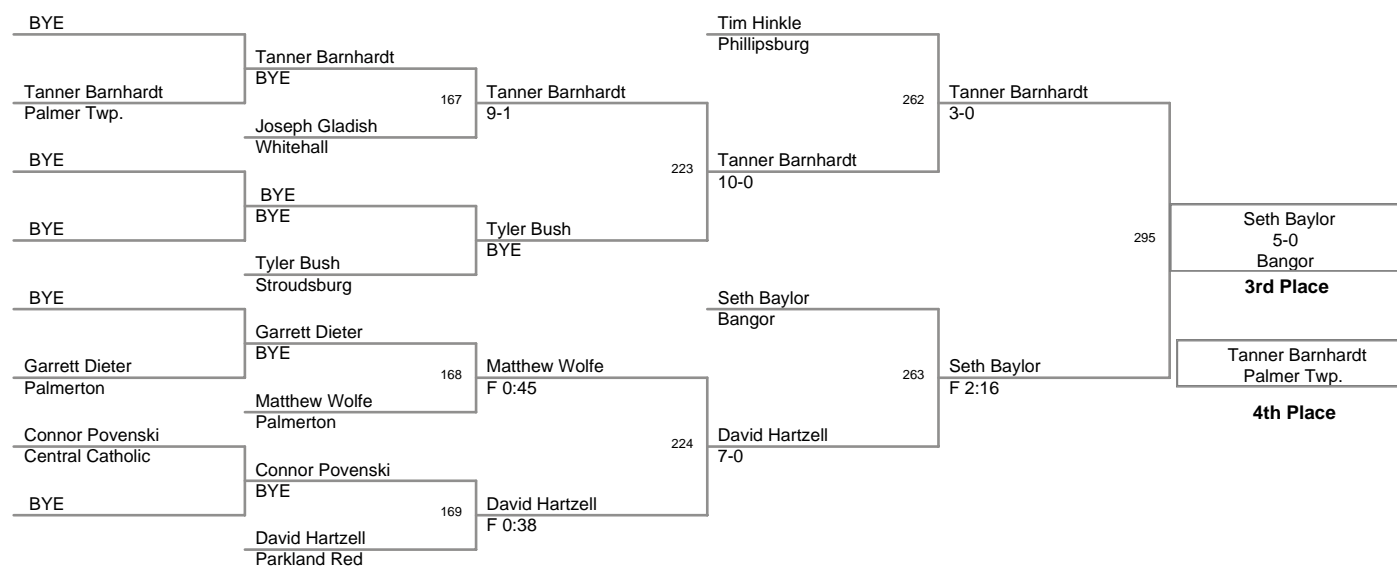 BYE
Tanner Barnhardt
Palmer Twp.
BYE
BYE
BYE
Garrett Dieter
Palmerton
Connor Povenski
Central Catholic
BYE
Tanner Barnhardt
BYE
167
Joseph Gladish
Whitehall
BYE
BYE
Tyler Bush
Stroudsburg
Garrett Dieter
BYE
168
Matthew Wolfe
Palmerton
Connor Povenski
BYE
169
David Hartzell
Parkland Red
Tanner Barnhardt
9-1
223
Tyler Bush
BYE
Matthew Wolfe
F 0:45
224
David Hartzell
F 0:38
Tim Hinkle
Phillipsburg
262
Tanner Barnhardt
10-0
Seth Baylor
Bangor
263
David Hartzell
7-0
Tanner Barnhardt
3-0
295
Seth Baylor
F 2:16
Seth Baylor
5-0
Bangor
3rd Place
Tanner Barnhardt
Palmer Twp.
4th Place